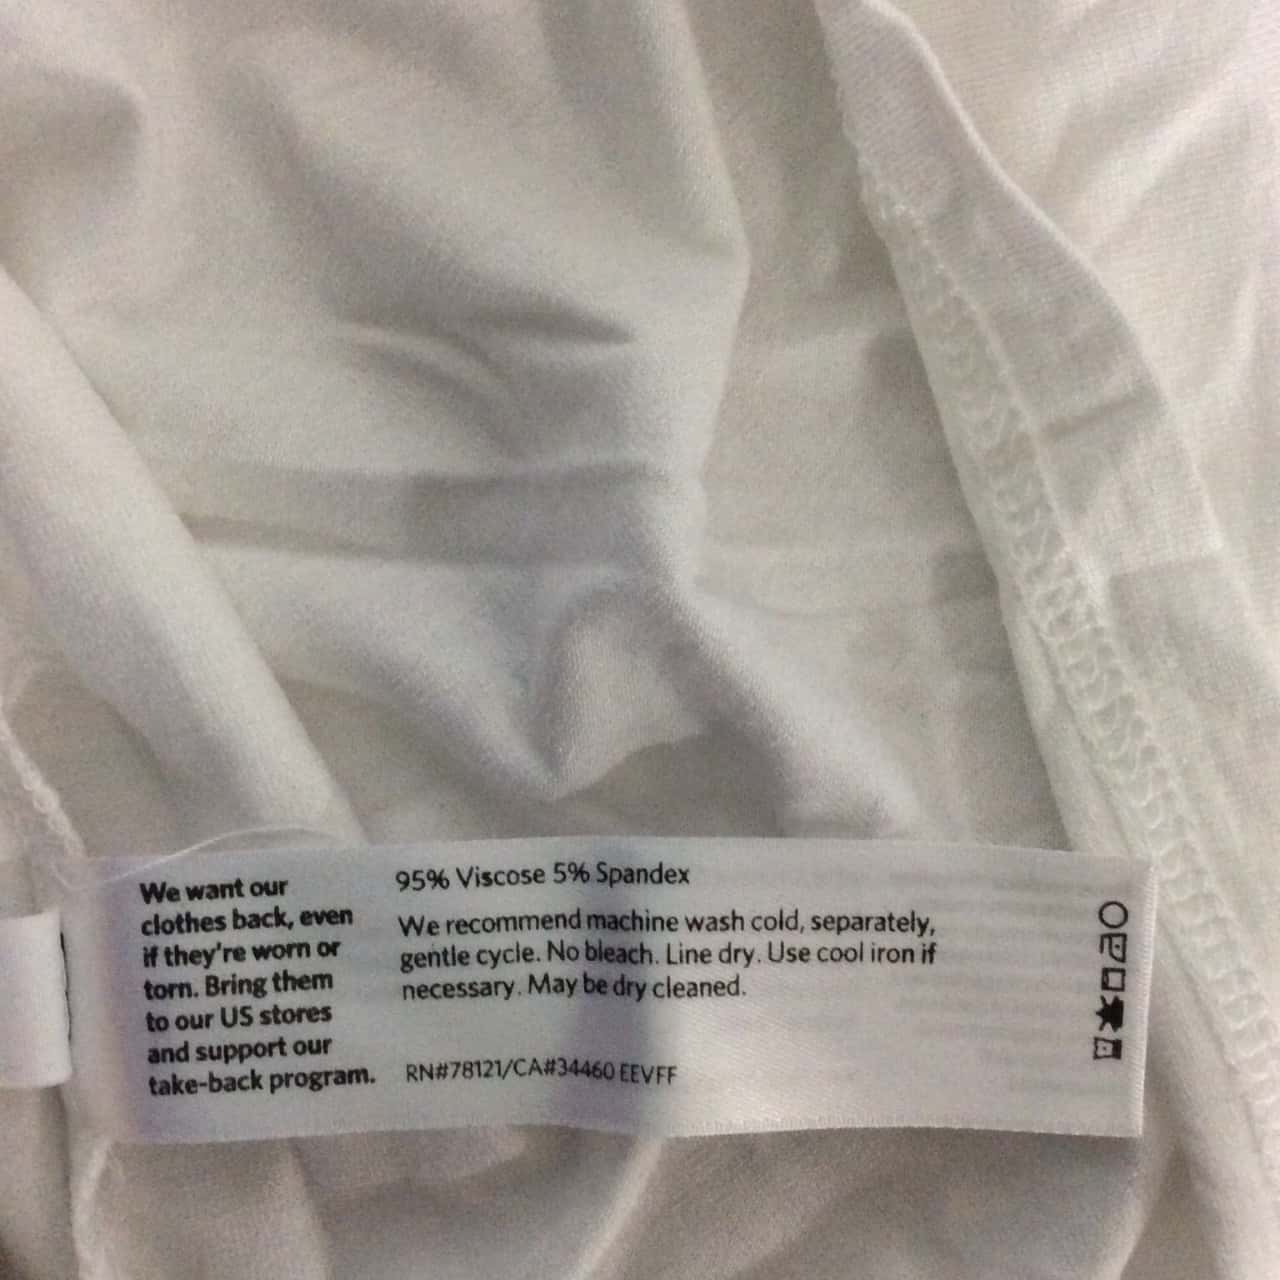 We want our
clothes back, even
if they're worn or
torn. Bring them
to our US stores
and support our
take-back program.
95% Viscose 5% Spandex
We recommend machine wash cold, separately,
gentle cycle. No bleach. Line dry. Use cool iron if
necessary. May be dry cleaned.
RN#78121/CA#34460 EEVFF